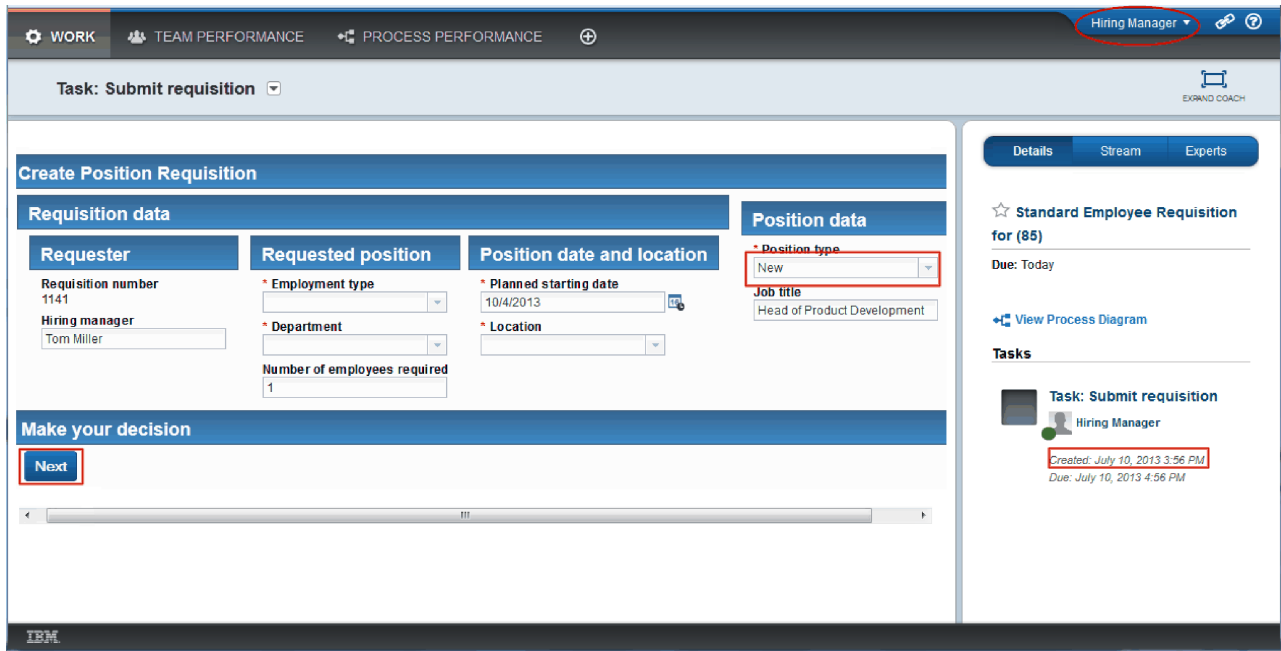 WORK
TEAM PERFORMANCE
PROCESS PERFORMANCE
Hiring Manager
Task: Submit requisition
EXPAND COACH
Create Position Requisition
Requisition data
Requester
Requisition number
1141
Hiring manager
Tom Miller
Requested position
* Employment type
* Department
Number of employees required
1
Position date and location
* Planned starting date
10/4/2013
* Location
Position data
* Position type
New
Job title
Head of Product Development
Make your decision
Next
Details
Stream
Experts
Standard Employee Requisition
for (85)
Due: Today
View Process Diagram
Tasks
Task: Submit requisition
Hiring Manager
Created: July 10, 2013 3:56 PM
Due: July 10, 2013 4:56 PM
IBM.